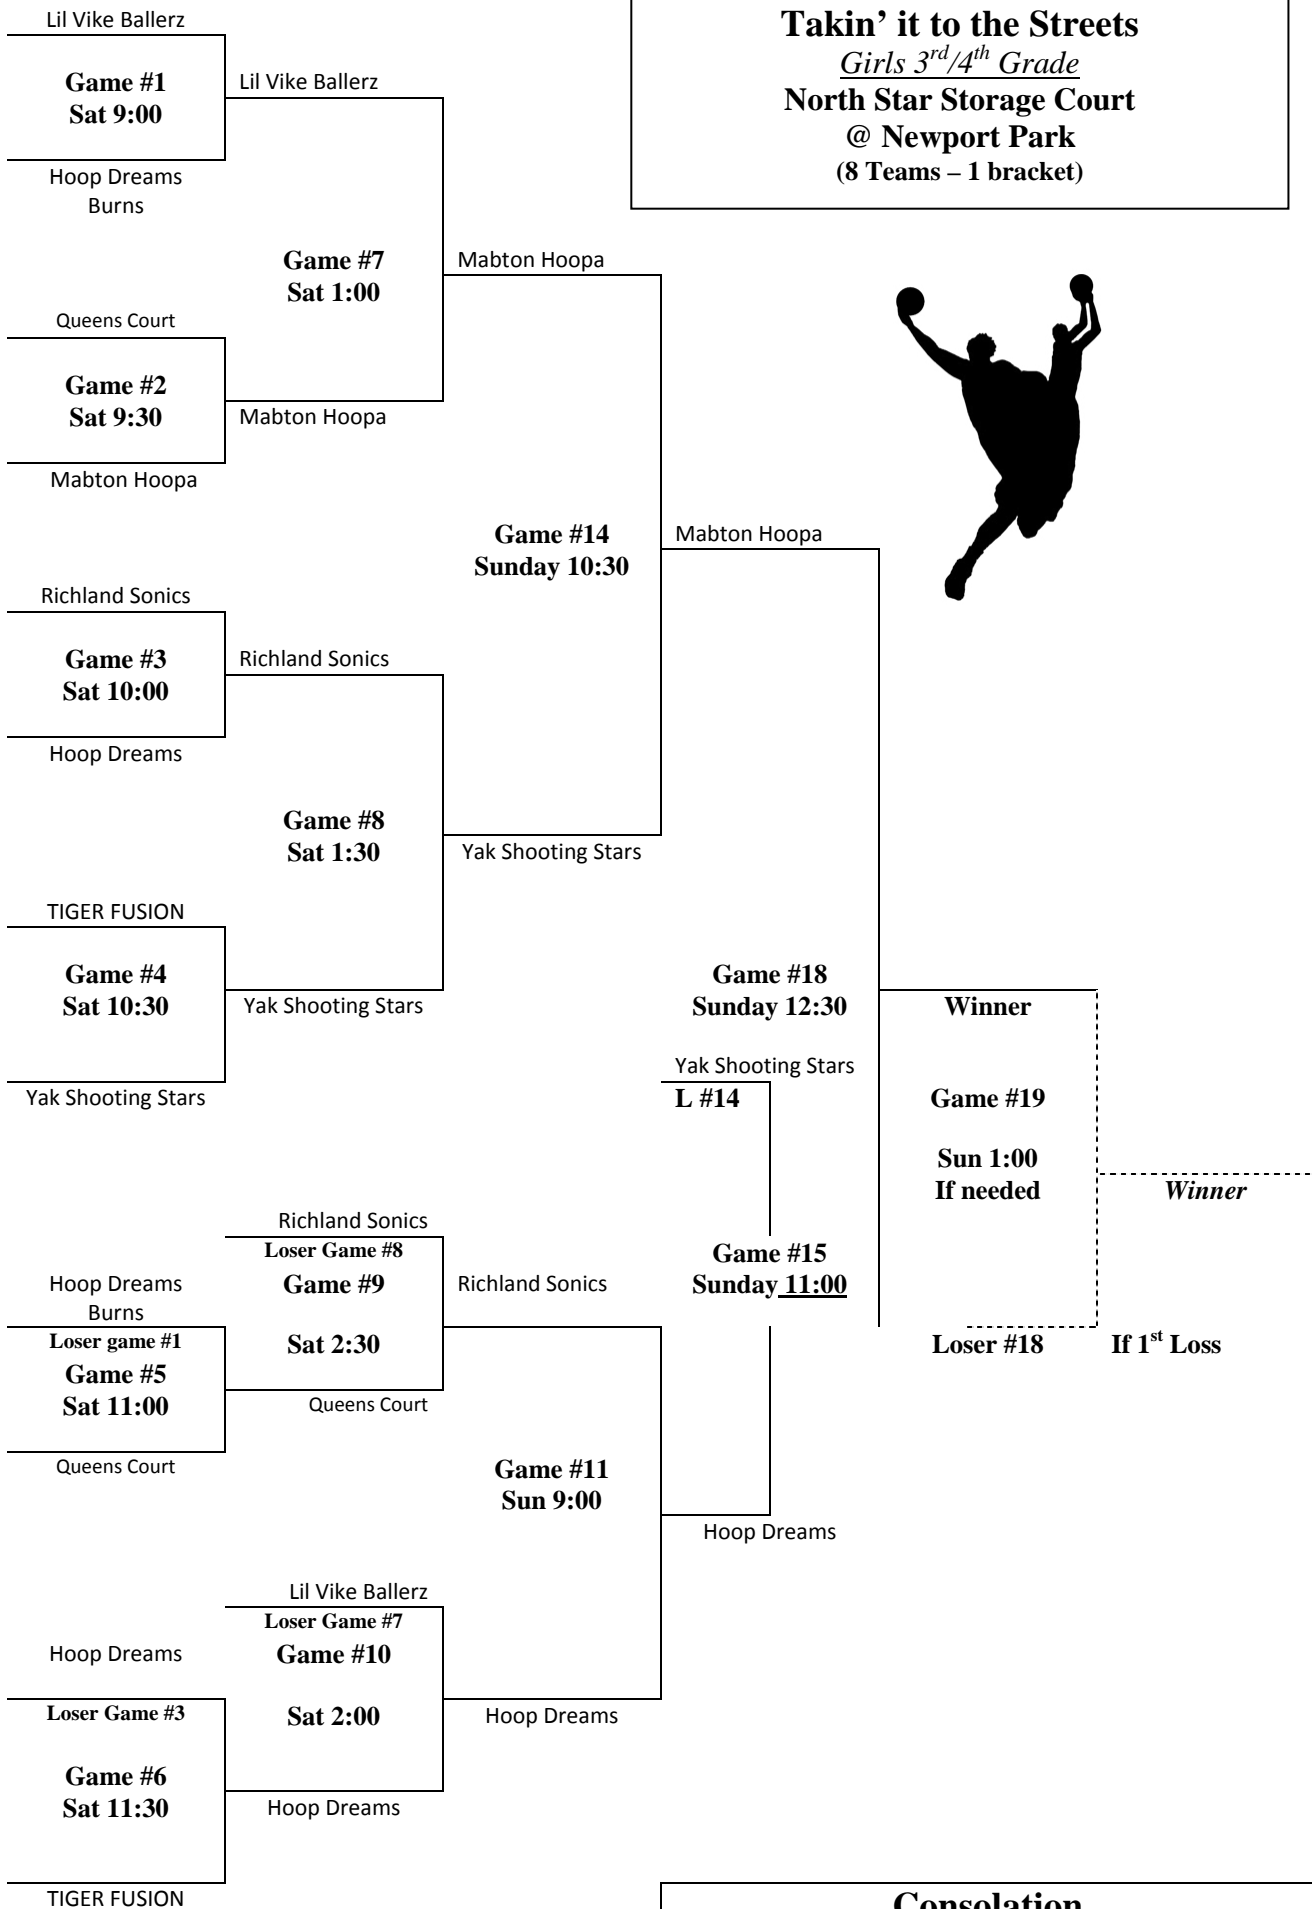 Takin’ it to the Streets
Girls 3rd/4th Grade
North Star Storage Court
@ Newport Park
(8 Teams – 1 bracket)
Lil Vike Ballerz
Game #1
Sat 9:00
Hoop Dreams
Burns
Lil Vike Ballerz
Game #7
Sat 1:00
Mabton Hoopa
Queens Court
Game #2
Sat 9:30
Mabton Hoopa
Mabton Hoopa
Game #14
Sunday 10:30
Mabton Hoopa
Richland Sonics
Game #3
Sat 10:00
Hoop Dreams
Richland Sonics
Game #8
Sat 1:30
Yak Shooting Stars
TIGER FUSION
Game #4
Sat 10:30
Yak Shooting Stars
Yak Shooting Stars
Game #18
Sunday 12:30
Winner
Yak Shooting Stars
L #14
Game #19
Sun 1:00
If needed
Winner
Game #15
Sunday 11:00
Loser #18
If 1st Loss
Richland Sonics
Loser Game #8
Game #9
Sat 2:30
Richland Sonics
Hoop Dreams
Burns
Loser game #1
Game #5
Sat 11:00
Queens Court
Queens Court
Game #11
Sun 9:00
Hoop Dreams
Lil Vike Ballerz
Loser Game #7
Game #10
Sat 2:00
Hoop Dreams
Hoop Dreams
Loser Game #3
Game #6
Sat 11:30
Hoop Dreams
TIGER FUSION
Consolation